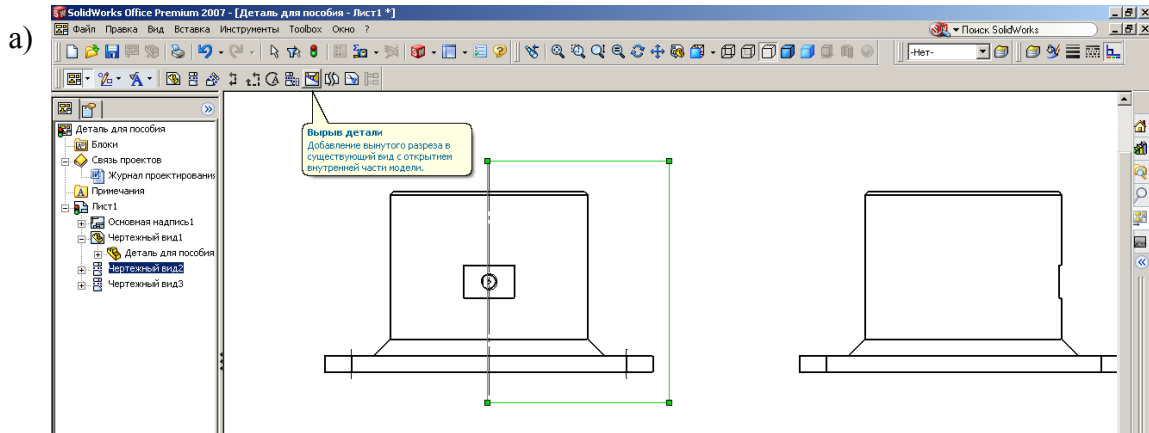 а)
SolidWorks Office Premium 2007 - [Деталь для пособия - Лист1 *]
Файл Правка Вид Вставка Инструменты Toolbox Окно ?
Поиск SolidWorks
-Нет-
Вырыв детали
Добавление вынутого разреза в
существующий вид с открытием
внутренней части модели.
Деталь для пособия
Блоки
Связь проектов
Журнал проектирования
Примечания
Лист1
Основная надпись1
Чертежный вид1
Деталь для пособия
Чертежный вид2
Чертежный вид3